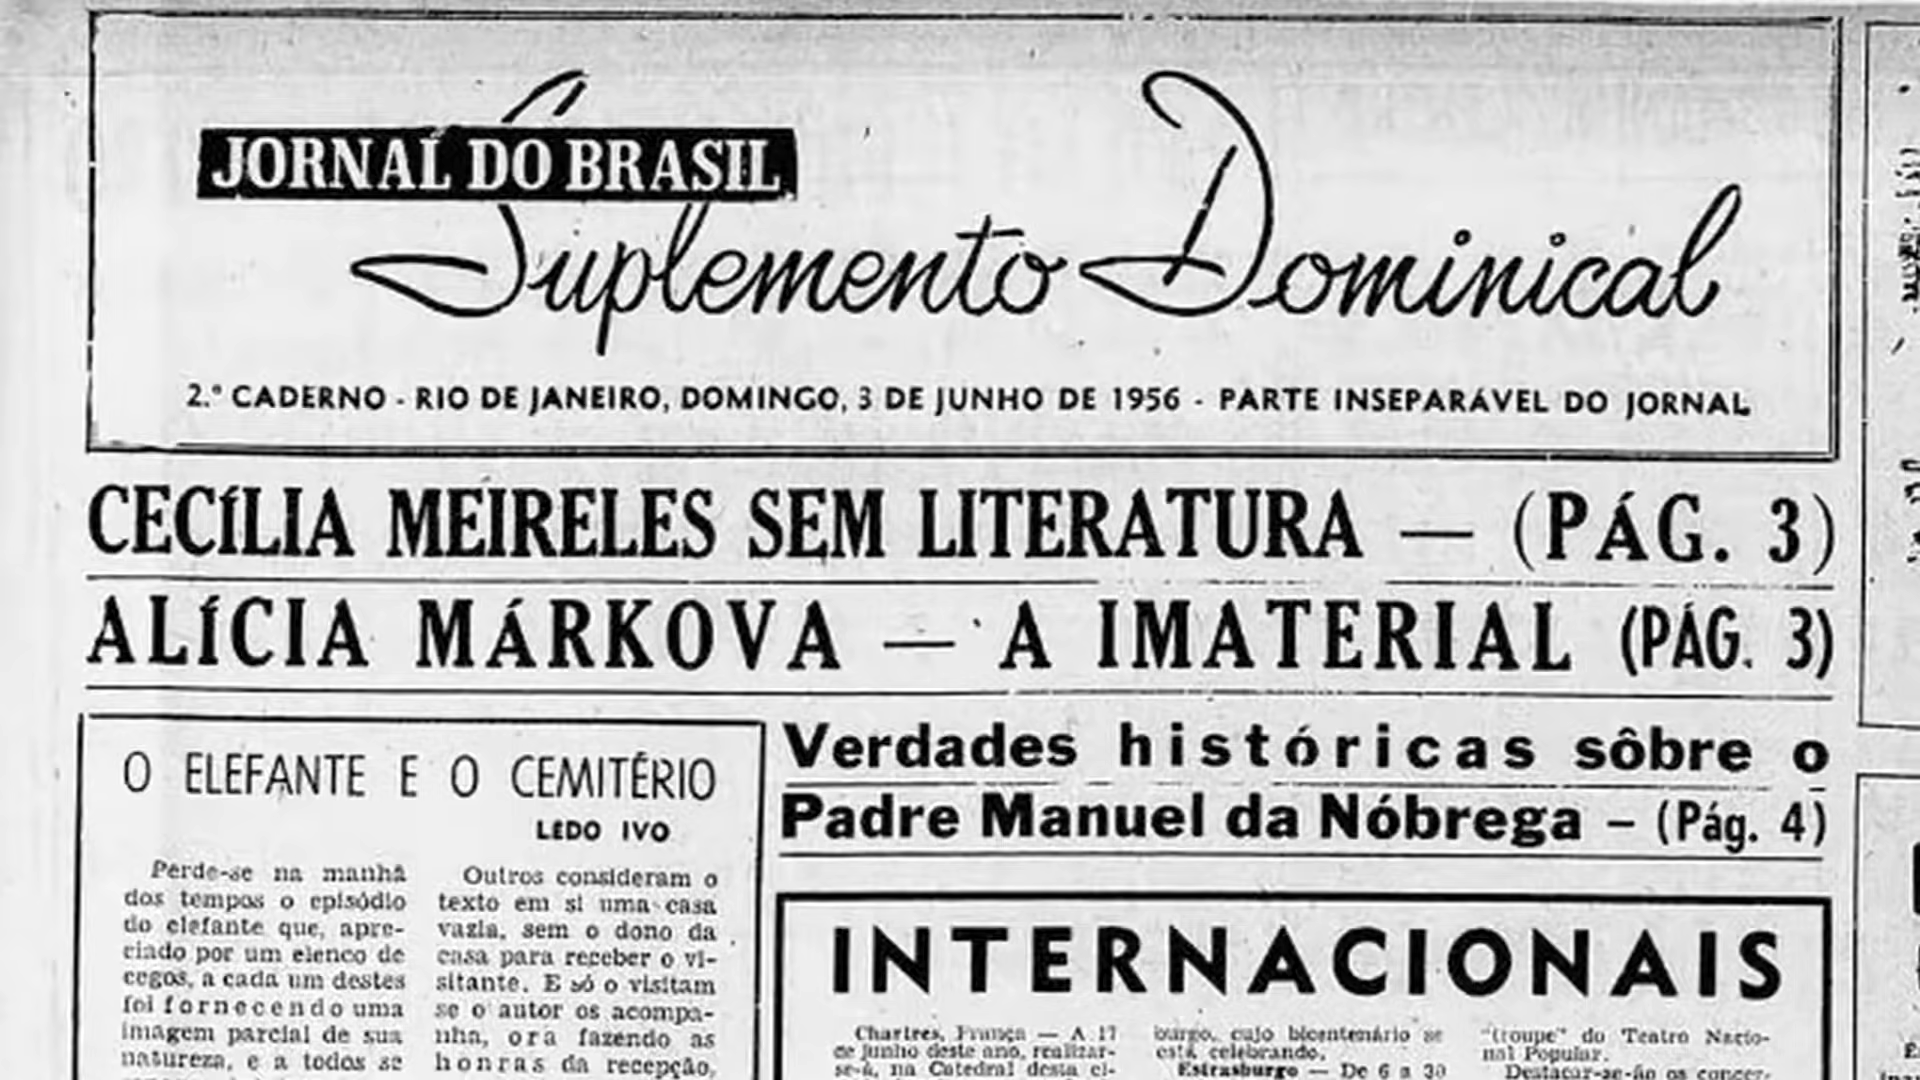 JORNAL DO BRASIL
Suplemento Dominical
2.º CADERNO - RIO DE JANEIRO, DOMINGO, 3 DE JUNHO DE 1956 - PARTE INSEPARÁVEL DO JORNAL
CECÍLIA MEIRELES SEM LITERATURA — (PÁG. 3)
ALÍCIA MÁRKOVA — A IMATERIAL (PÁG. 3)
O ELEFANTE E O CEMITÉRIO
LEDO IVO
Perde-se na manhã
dos tempos o episódio
do elefante que, apre-
ciado por um elenco de
cegos, a cada um destes
foi fornecendo uma
imagem parcial de sua
natureza, e a todos se
Outros consideram o
texto em si uma casa
vazia, sem o dono da
casa para receber o vi-
sitante. E só o visitam
se o autor os acompa-
nha, ora fazendo as
honras da recepção,
Verdades históricas sôbre o
Padre Manuel da Nóbrega - (Pág. 4)
INTERNACIONAIS
Chartres, França — A 17
de junho deste ano, realizar-
se-á, na Catedral desta ci-
burgo, cujo bicentenário se
está celebrando.
Estrasburgo — De 6 a 30
"troupe" do Teatro Nacio-
nal Popular.
Destacar-se-ão os concer-